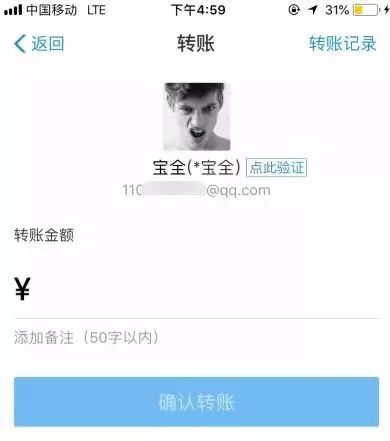 中国移动 LTE 下午4:59 31%
返回 转账 转账记录
宝全(*宝全) 点此验证
110 @qq.com
转账金额
¥
添加备注（50字以内）
确认转账